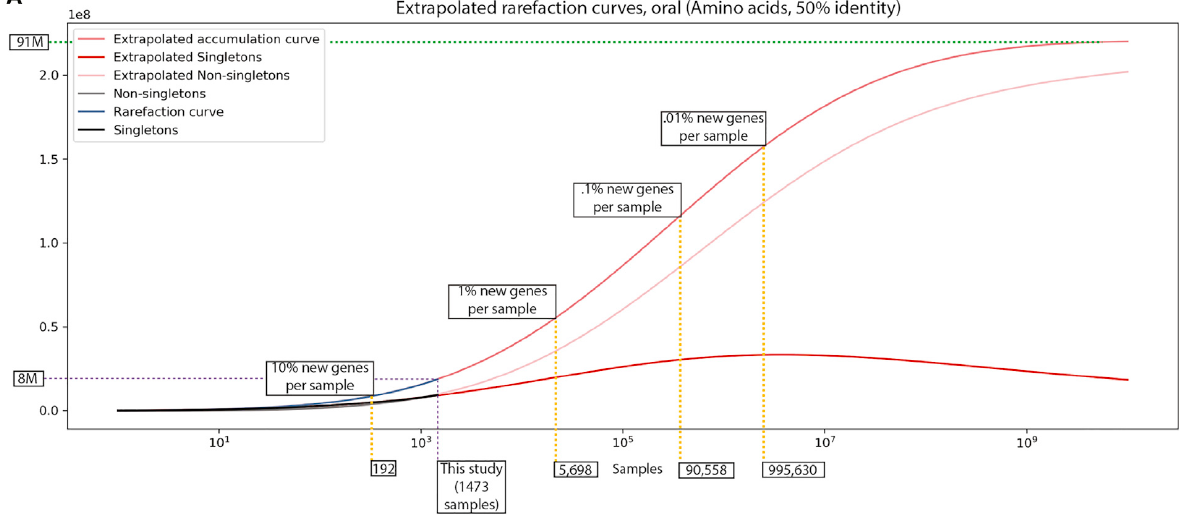 A
Extrapolated rarefaction curves, oral (Amino acids, 50% identity)
1e8
91M
Extrapolated accumulation curve
Extrapolated Singletons
Extrapolated Non-singletons
Non-singletons
Rarefaction curve
Singletons
2.0
.01% new genes
per sample
1.5
.1% new genes
per sample
1.0
1% new genes
per sample
0.5
10% new genes
per sample
8M
0.0
10¹ 10³ 10⁵ 10⁷ 10⁹
192
This study
(1473
samples)
5,698
Samples
90,558
995,630